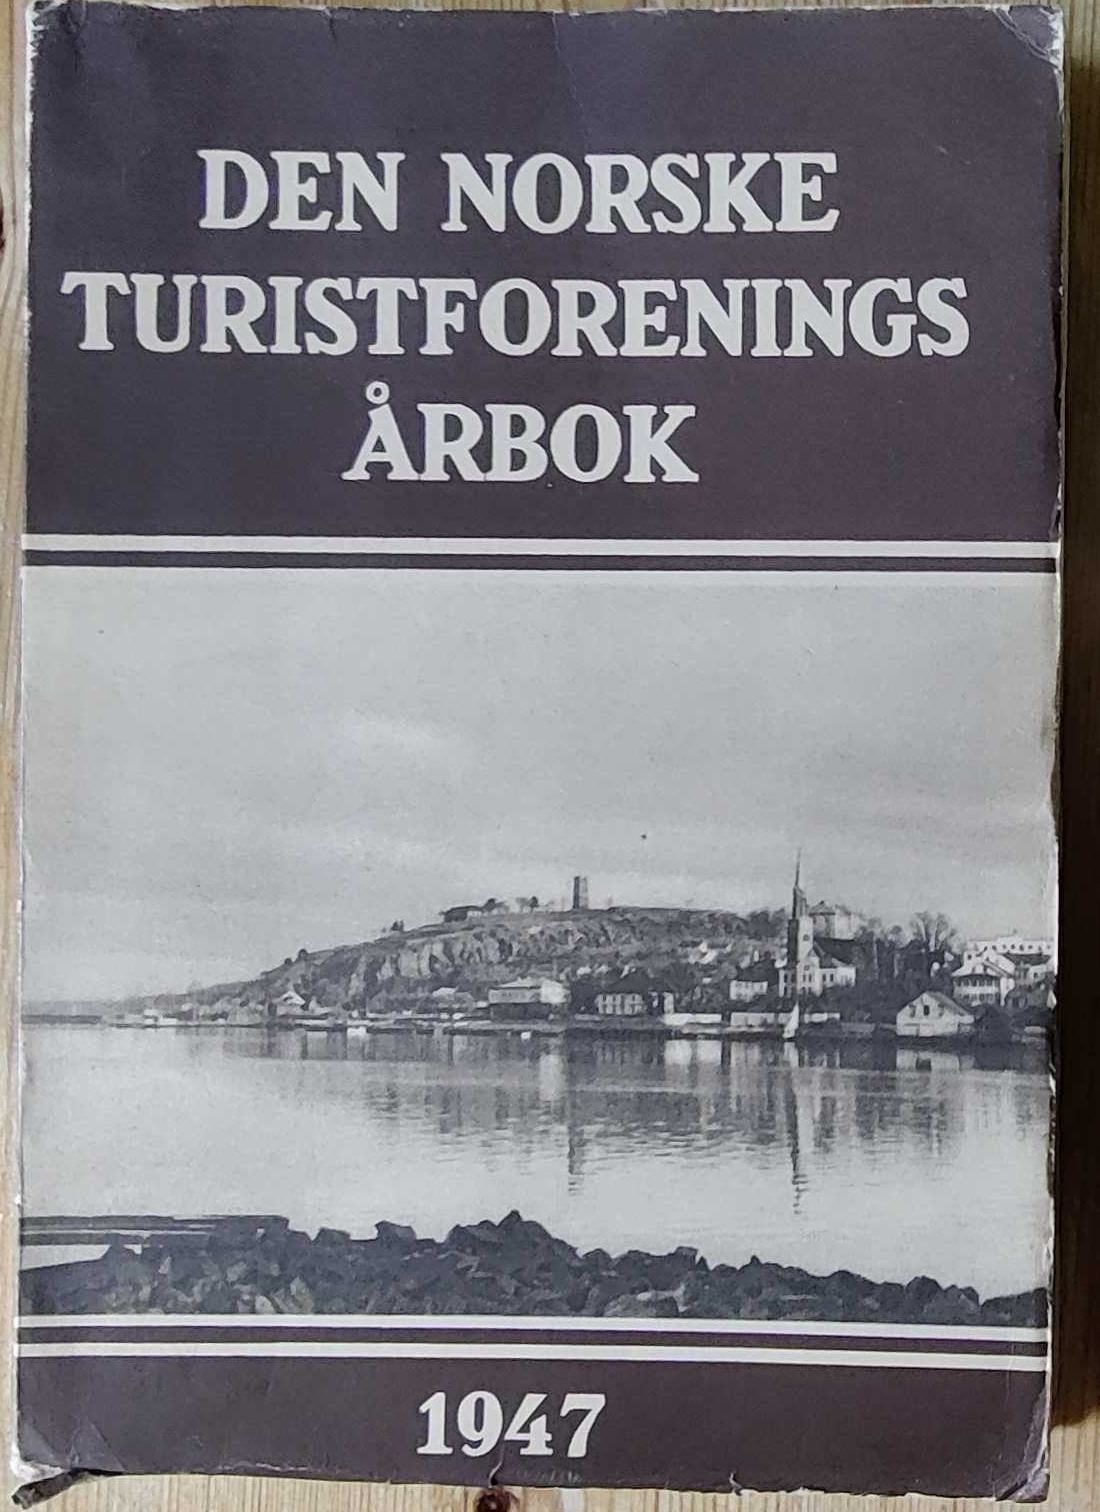 DEN NORSKE
TURISTFORENINGS
ÅRBOK
1947